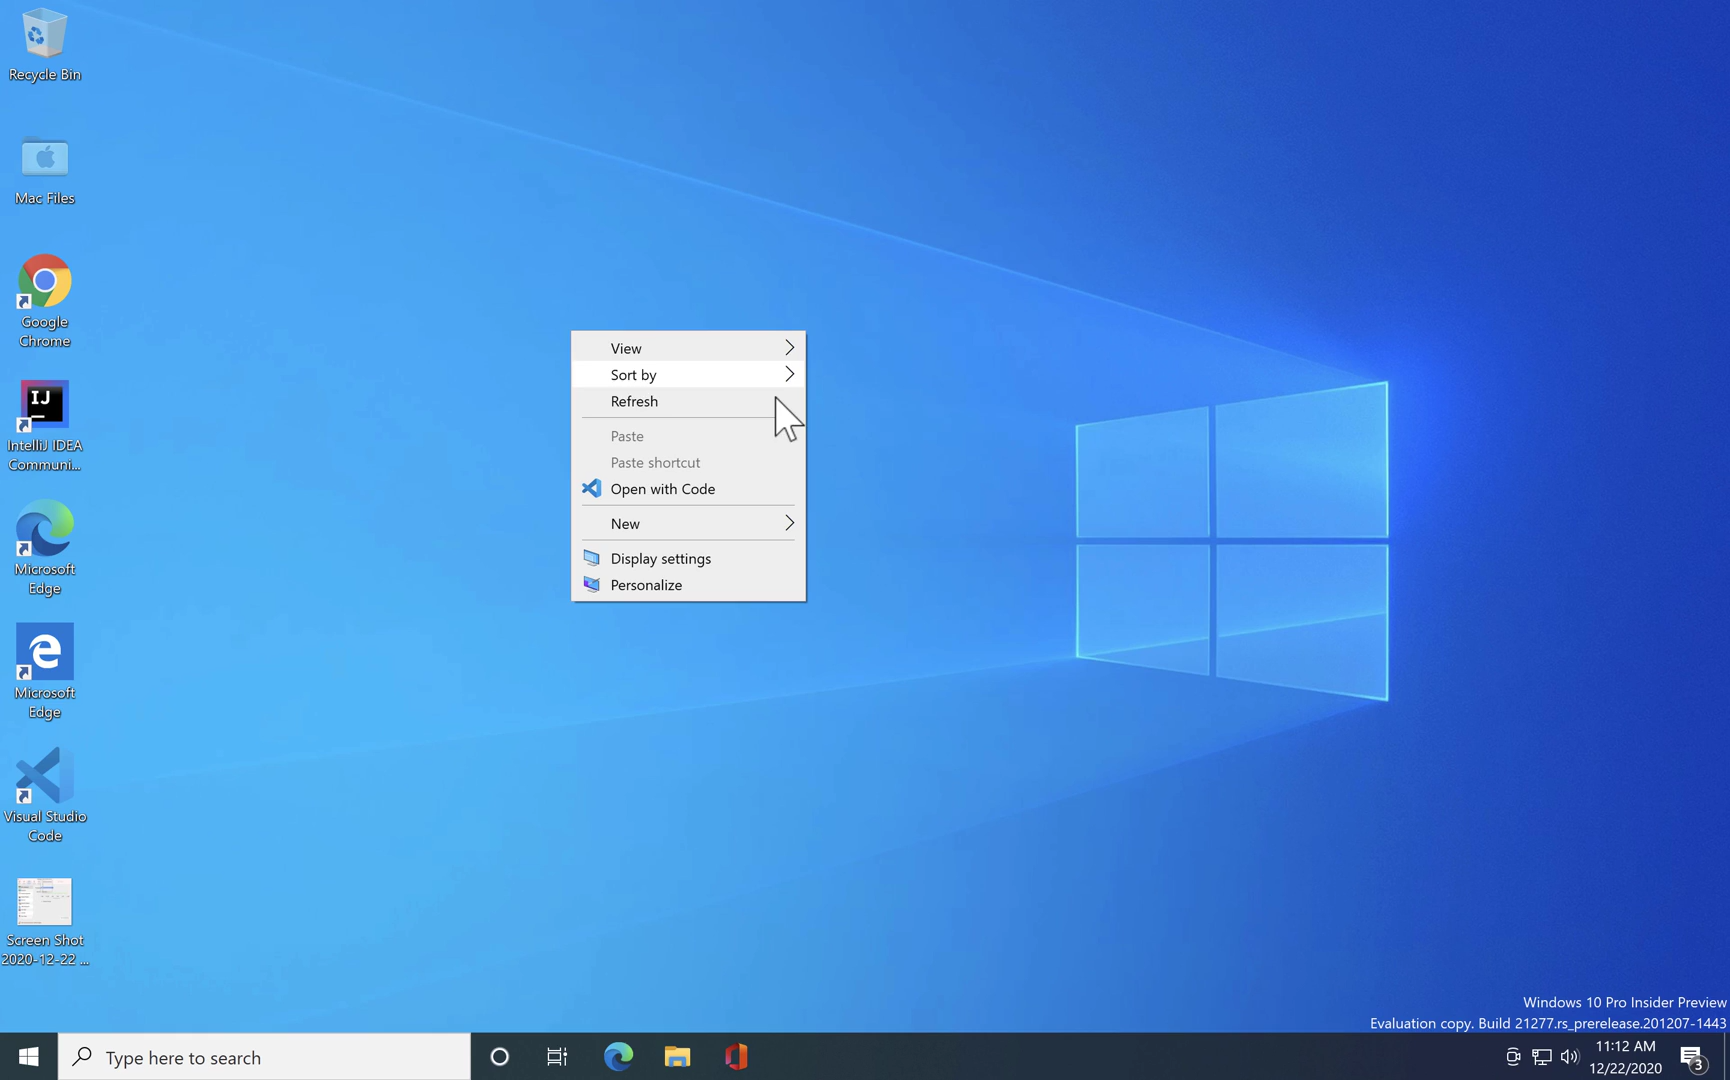 Recycle Bin
Mac Files
Google
Chrome
IJ
IntelliJ IDEA
Communi...
Microsoft
Edge
Microsoft
Edge
Visual Studio
Code
Screen Shot
2020-12-22 ...
View
Sort by
Refresh
Paste
Paste shortcut
Open with Code
New
Display settings
Personalize
Windows 10 Pro Insider Preview
Evaluation copy. Build 21277.rs_prerelease.201207-1443
Type here to search
11:12 AM
12/22/2020
3